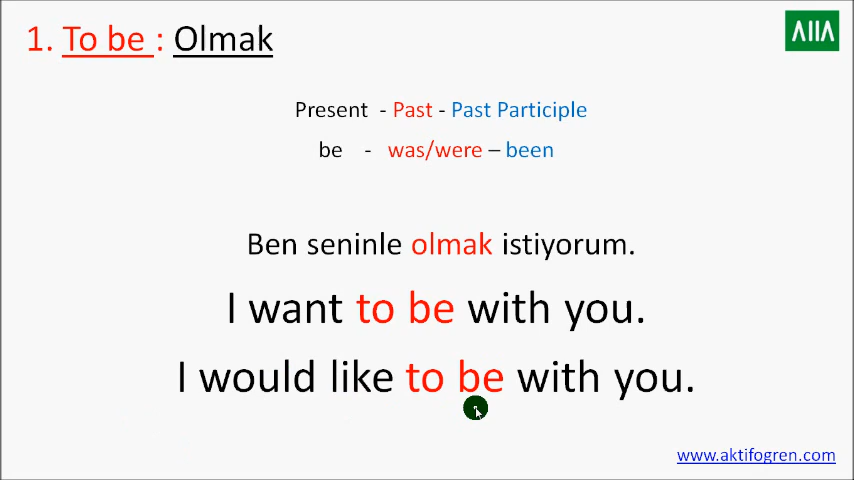 1. To be : Olmak
AIIA
Present - Past - Past Participle
be - was/were – been
Ben seninle olmak istiyorum.
I want to be with you.
I would like to be with you.
www.aktifogren.com